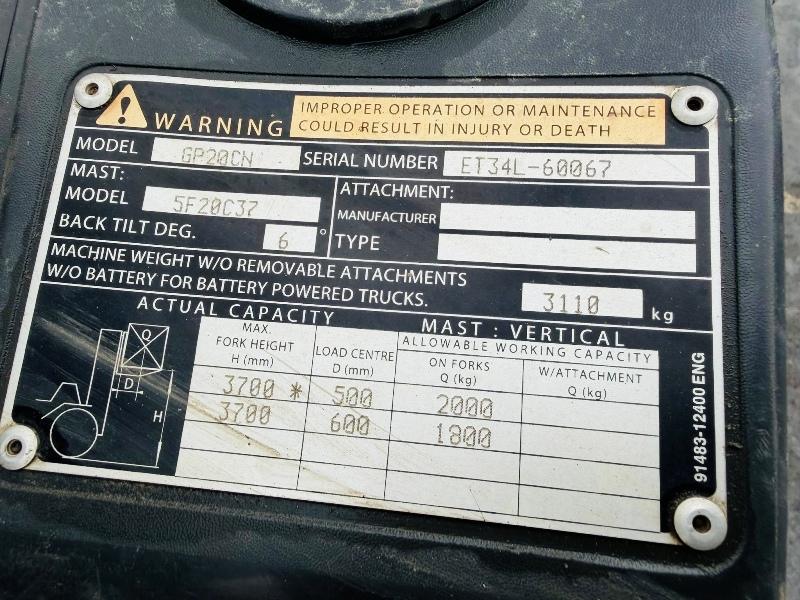 WARNING IMPROPER OPERATION OR MAINTENANCE
COULD RESULT IN INJURY OR DEATH
MODEL GP20CN SERIAL NUMBER ET34L-60067
MAST:
MODEL 5F20C37
BACK TILT DEG. 6 °
ATTACHMENT:
MANUFACTURER
TYPE
MACHINE WEIGHT W/O REMOVABLE ATTACHMENTS
W/O BATTERY FOR BATTERY POWERED TRUCKS. 3110 kg
ACTUAL CAPACITY MAST : VERTICAL
Q
D
H
MAX.
FORK HEIGHT
H (mm)
LOAD CENTRE
D (mm)
ALLOWABLE WORKING CAPACITY
ON FORKS
Q (kg)
W/ATTACHMENT
Q (kg)
3700 * 500 2000
3700 600 1800
91483-12400 ENG